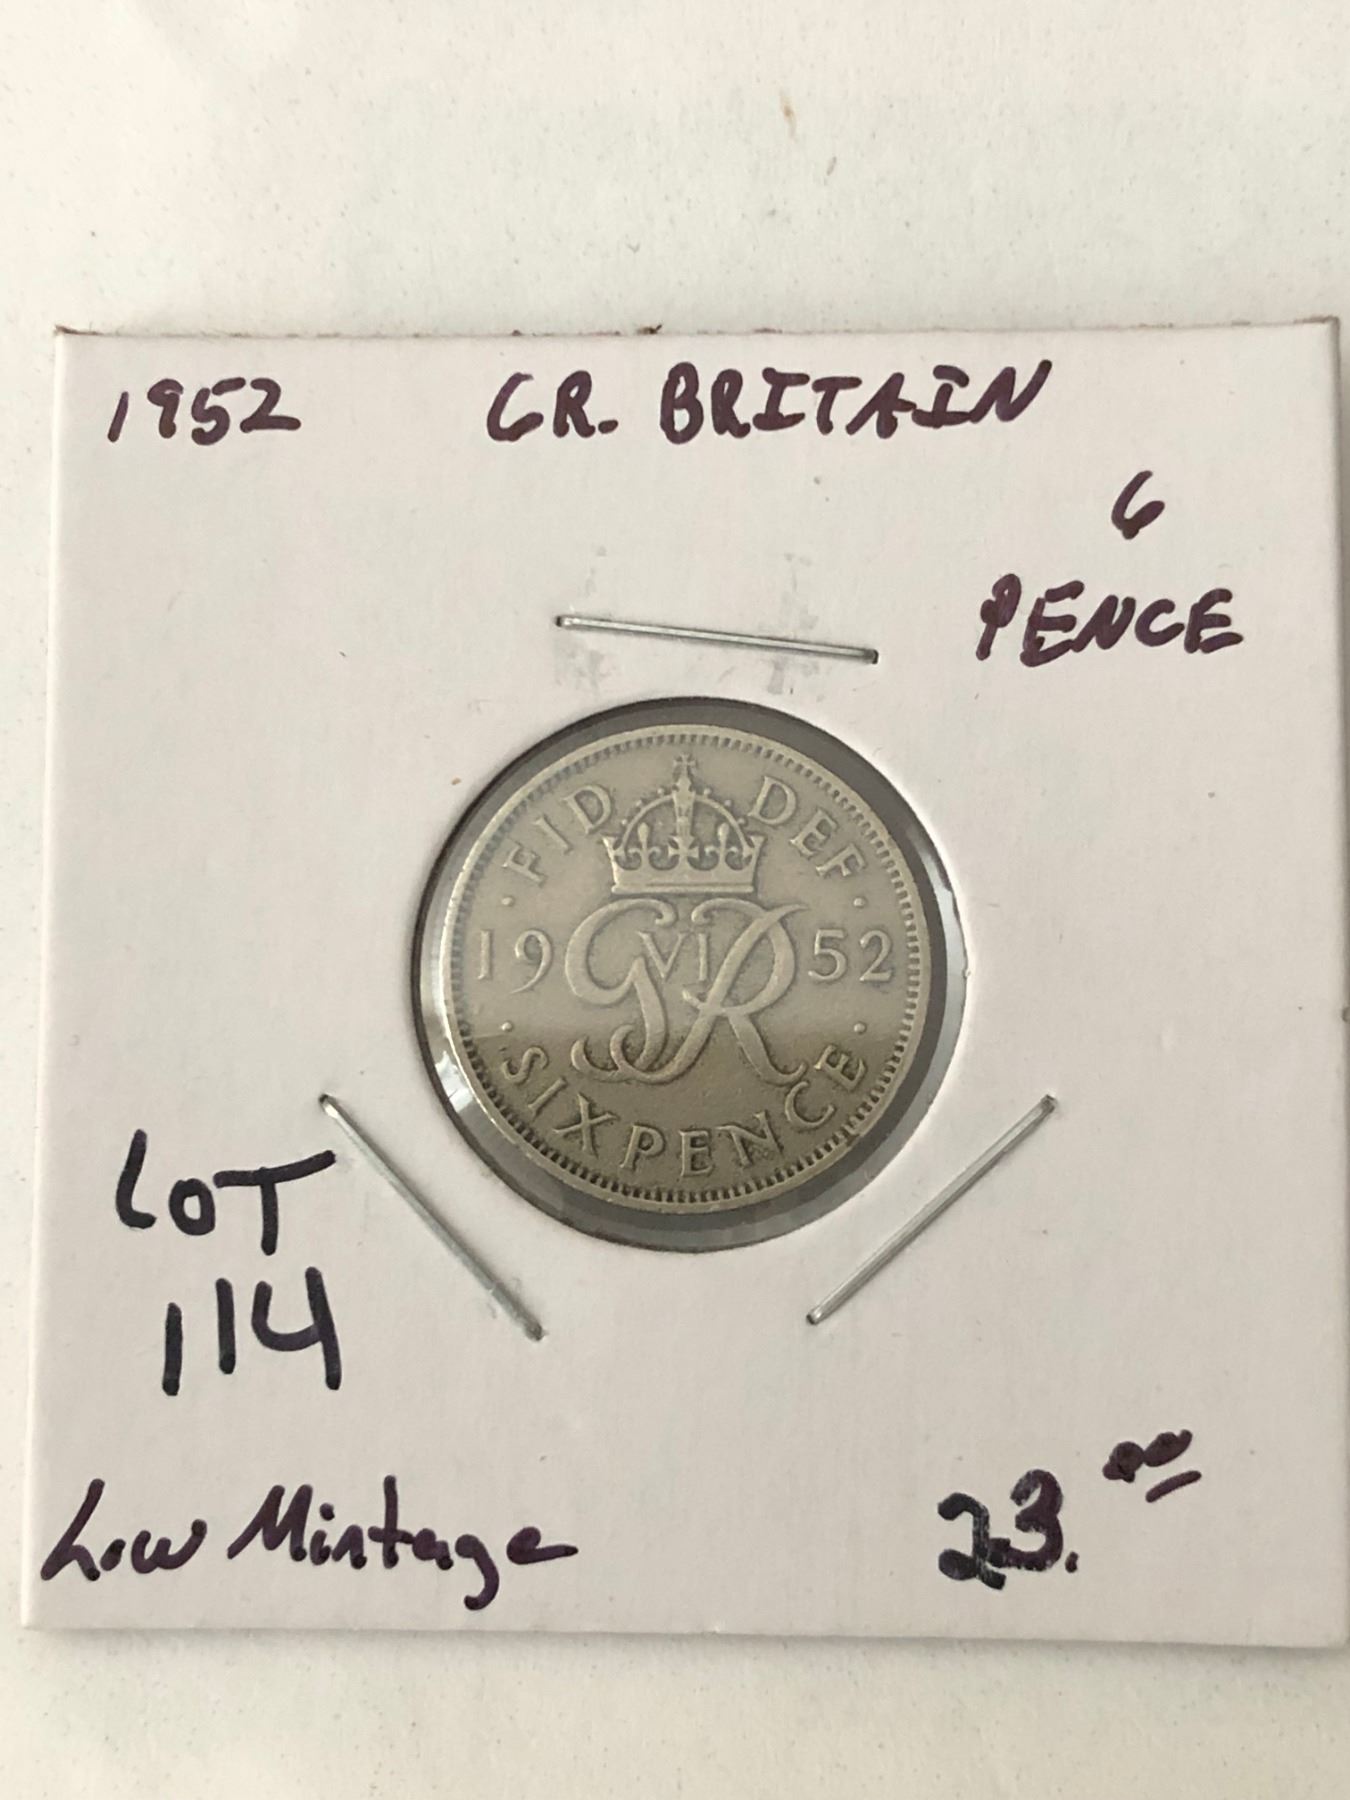 1952 GR. BRITAIN
6
PENCE
FID DEF
19 GVIR 52
SIXPENCE
LOT
114
Low Mintage
23.00